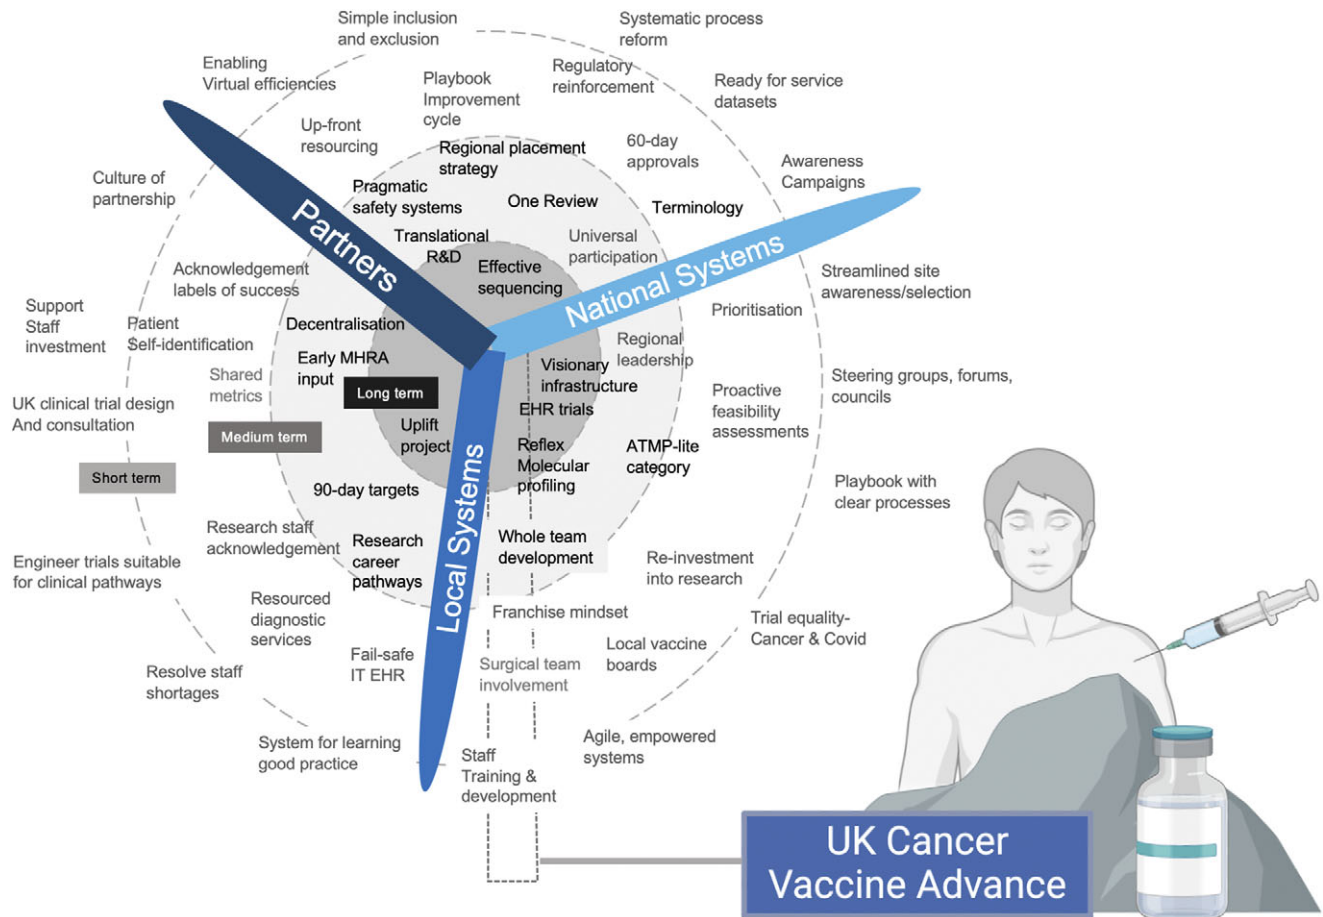 Simple inclusion
and exclusion
Systematic process
reform
Enabling
Virtual efficiencies
Playbook
Improvement
cycle
Regulatory
reinforcement
Ready for service
datasets
Up-front
resourcing
Regional placement
strategy
60-day
approvals
Awareness
Campaigns
Culture of
partnership
Pragmatic
safety systems
One Review
Terminology
Partners
Translational
R&D
Universal
participation
Effective
sequencing
National Systems
Acknowledgement
labels of success
Streamlined site
awareness/selection
Support
Staff
investment
Patient
Self-identification
Decentralisation
Prioritisation
Regional
leadership
Shared
metrics
Early MHRA
input
Long term
Visionary
infrastructure
Steering groups, forums,
councils
UK clinical trial design
And consultation
Medium term
Uplift
project
EHR trials
Proactive
feasibility
assessments
Short term
Reflex
Molecular
profiling
ATMP-lite
category
Playbook with
clear processes
90-day targets
Local Systems
Research staff
acknowledgement
Research
career
pathways
Whole team
development
Engineer trials suitable
for clinical pathways
Re-investment
into research
Resourced
diagnostic
services
Franchise mindset
Trial equality-
Cancer & Covid
Fail-safe
IT EHR
Surgical team
involvement
Local vaccine
boards
Resolve staff
shortages
System for learning
good practice
Staff
Training &
development
Agile, empowered
systems
UK Cancer
Vaccine Advance